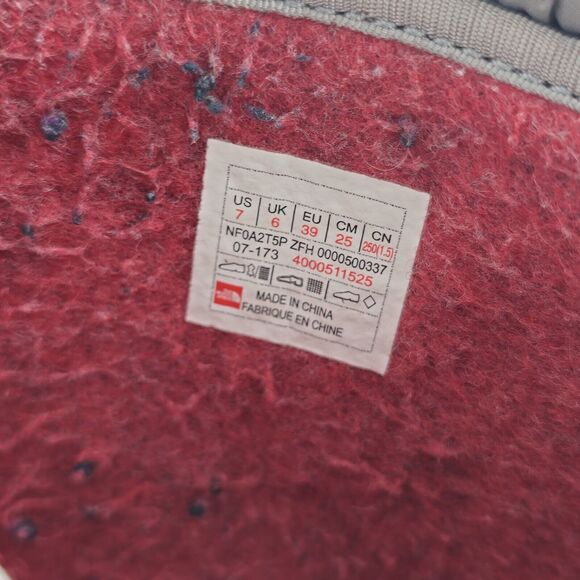 US UK EU CM CN
7 6 39 25 250(1.5)
NF0A2T5P ZFH 0000500337
07-173 4000511525
MADE IN CHINA
FABRIQUE EN CHINE